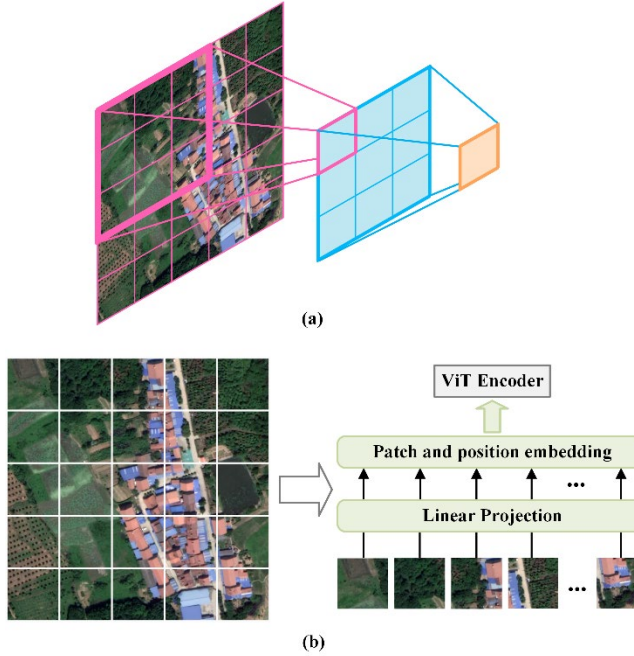 (a)
ViT Encoder
Patch and position embedding
...
Linear Projection
...
(b)